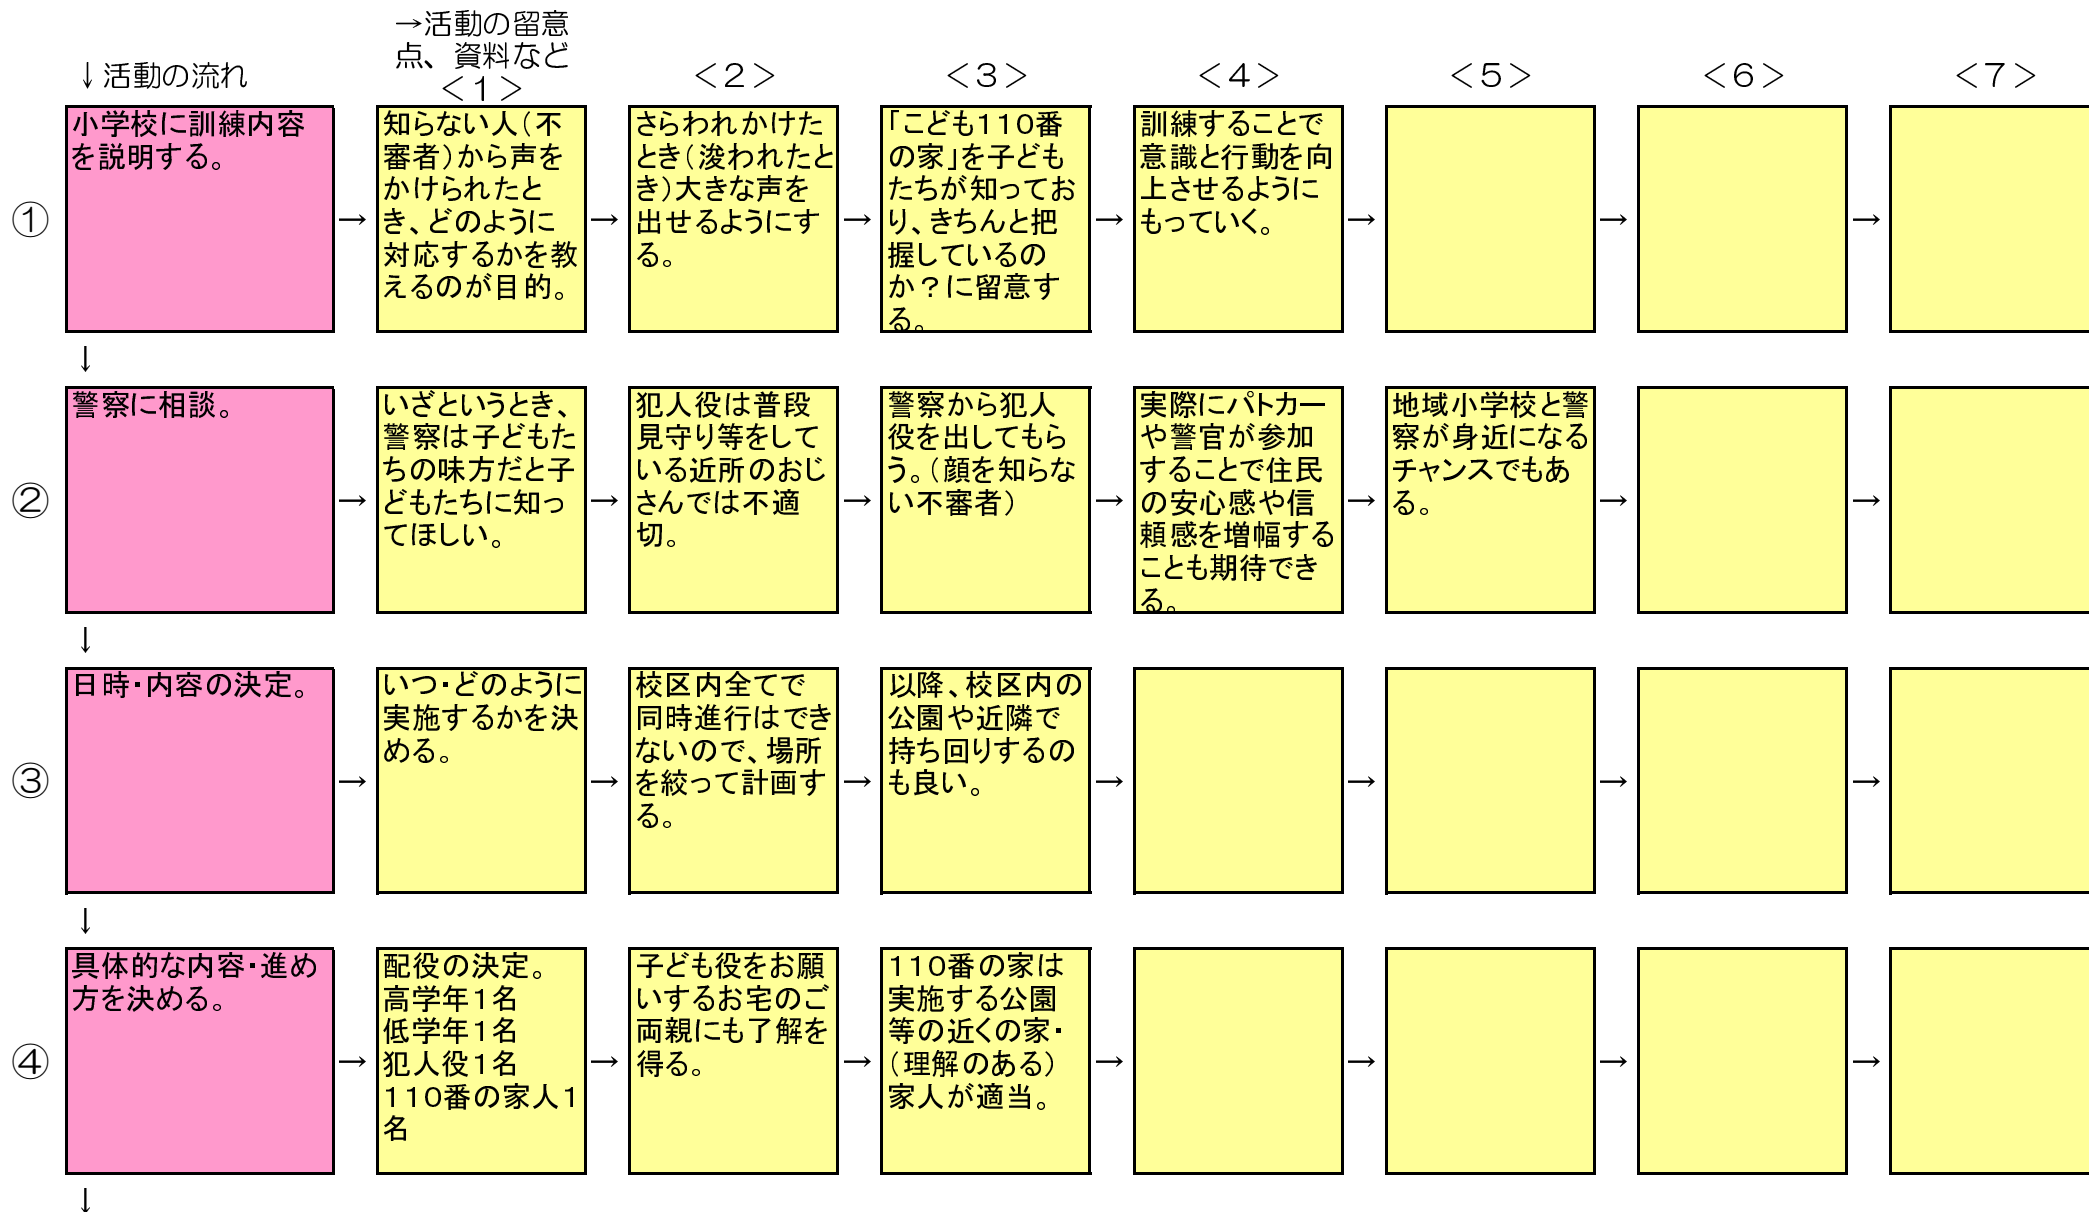 ↓活動の流れ
→活動の留意
点、資料など
＜１＞
＜２＞
＜３＞
＜４＞
＜５＞
＜６＞
＜７＞
①
小学校に訓練内容
を説明する。
→
知らない人（不
審者）から声を
かけられたと
き、どのように
対応するかを教
えるのが目的。
→
さらわれかけた
とき（浚われたと
き）大きな声を
出せるようにす
る。
→
「こども１１０番
の家」を子ども
たちが知ってお
り、きちんと把
握しているの
か？に留意す
る。
→
訓練することで
意識と行動を向
上させるように
もっていく。
→
→
→
↓
②
警察に相談。
→
いざというとき、
警察は子どもた
ちの味方だと子
どもたちに知っ
てほしい。
→
犯人役は普段
見守り等をして
いる近所のおじ
さんでは不適
切。
→
警察から犯人
役を出してもら
う。（顔を知らな
い不審者）
→
実際にパトカー
や警官が参加
することで住民
の安心感や信
頼感を増幅する
ことも期待でき
る。
→
地域小学校と警
察が身近になる
チャンスでもあ
る。
→
→
↓
③
日時・内容の決定。
→
いつ・どのように
実施するかを決
める。
→
校区内全てで
同時進行はでき
ないので、場所
を絞って計画す
る。
→
以降、校区内の
公園や近隣で
持ち回りするの
も良い。
→
→
→
→
↓
④
具体的な内容・進め
方を決める。
→
配役の決定。
高学年１名
低学年１名
犯人役１名
１１０番の家人１
名
→
子ども役をお願
いするお宅のご
両親にも了解を
得る。
→
１１０番の家は
実施する公園
等の近くの家・
（理解のある）
家人が適当。
→
→
→
→
↓